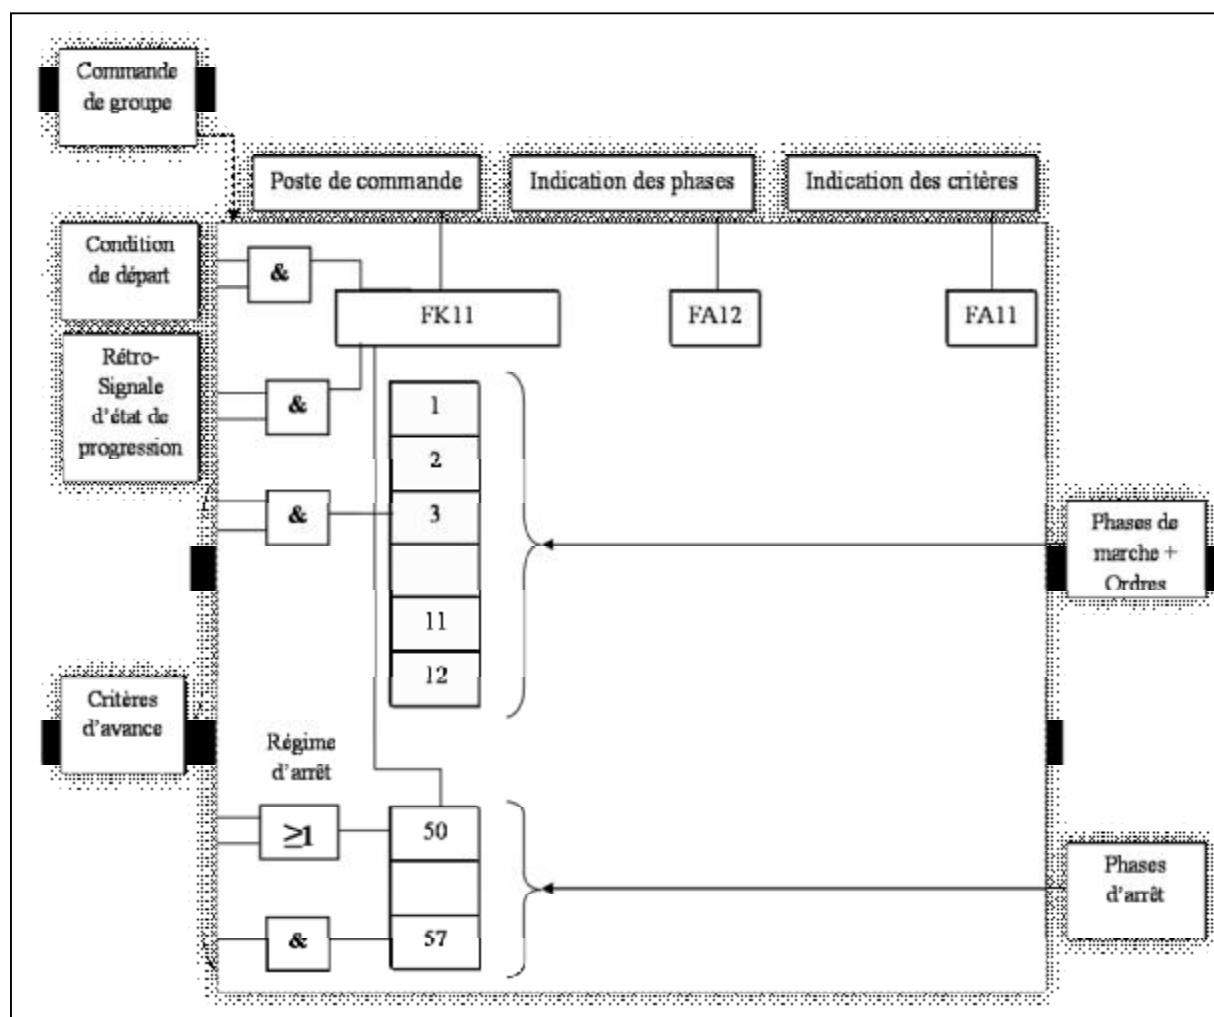 Commande
de groupe
Poste de commande
Indication des phases
Indication des critères
Condition
de départ
&
FK11
FA12
FA11
Rétro-
Signale
d'état de
progression
&
1
2
&
3
Phases de
marche +
Ordres
11
12
Critères
d'avance
Régime
d'arrêt
≥1
50
Phases
d'arrêt
&
57